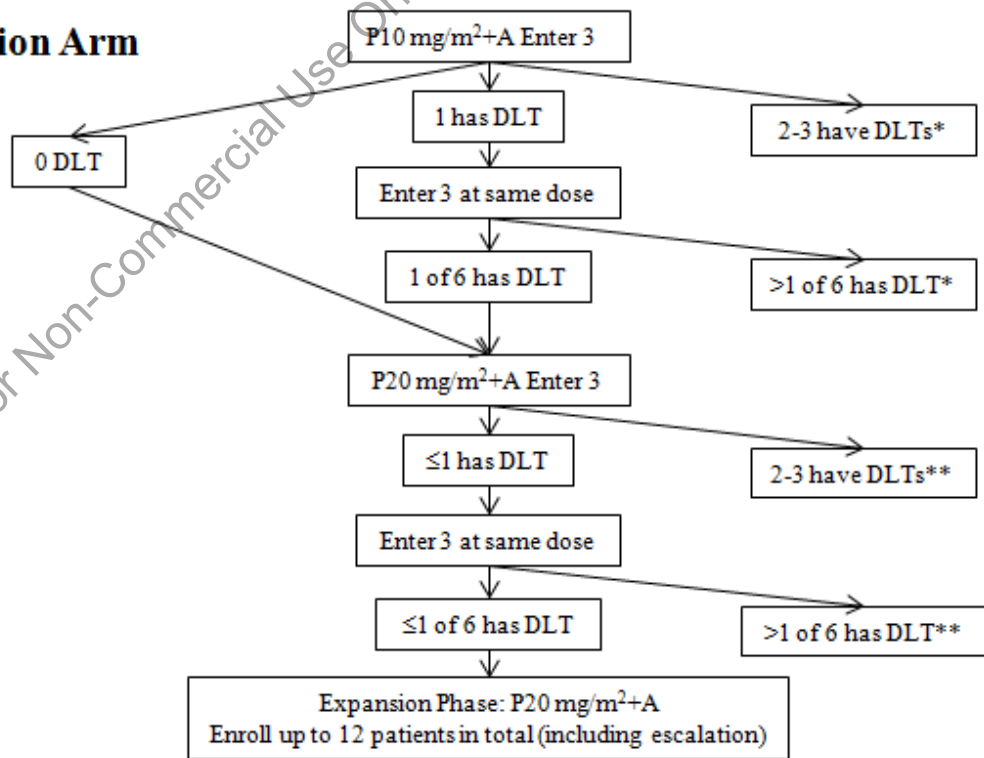 Arm
P10 mg/m²+A Enter 3
1 has DLT
2-3 have DLTs*
0 DLT
Enter 3 at same dose
1 of 6 has DLT
>1 of 6 has DLT*
P20 mg/m²+A Enter 3
≤1 has DLT
2-3 have DLTs**
Enter 3 at same dose
≤1 of 6 has DLT
>1 of 6 has DLT**
Expansion Phase: P20 mg/m²+A
Enroll up to 12 patients in total (including escalation)
Non-Commercial Use